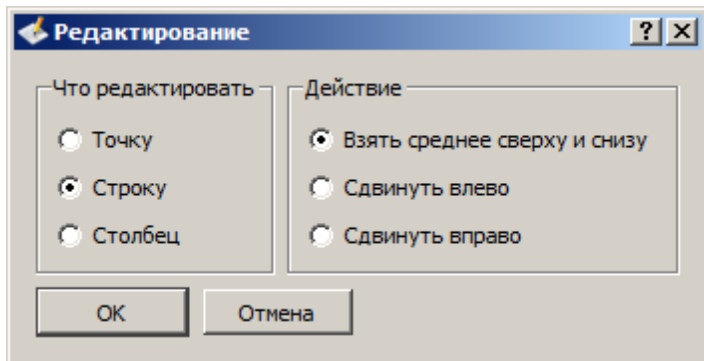 Редактирование
Что редактировать
Точку
Строку
Столбец
Действие
Взять среднее сверху и снизу
Сдвинуть влево
Сдвинуть вправо
OK
Отмена